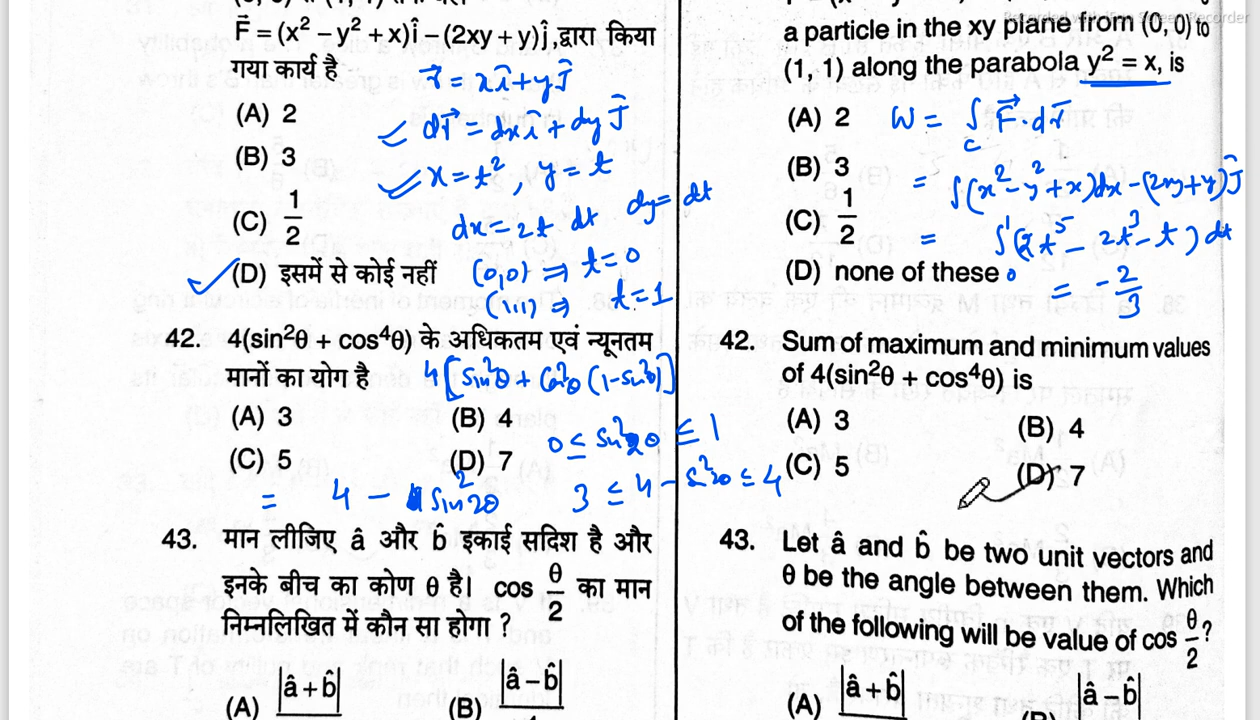 F⃗ = (x² – y² + x)î – (2xy + y)ĵ, द्वारा किया
गया कार्य है
(A) 2
(B) 3
(C) 1/2
(D) इसमें से कोई नहीं
r⃗ = xî + yĵ
dr⃗ = dxî + dyĵ
x = t², y = t
dx = 2t dt dy = dt
(0,0) ⇒ t = 0
(1,1) ⇒ t = 1
42. 4(sin²θ + cos⁴θ) के अधिकतम एवं न्यूनतम
मानों का योग है
4[sin²θ + cos²θ(1-sin²θ)]
(A) 3 (B) 4
(C) 5 (D) 7
0 ≤ sin²2θ ≤ 1
= 4 – sin²2θ 3 ≤ 4 – sin²2θ ≤ 4
43. मान लीजिए â और b̂ इकाई सदिश है और
इनके बीच का कोण θ है। cos θ/2 का मान
निम्नलिखित मे कौन सा होगा ?
(A) |â + b̂| (B) |â – b̂|
Recorded with Free Screen Recorder
a particle in the xy plane from (0, 0) to
(1, 1) along the parabola y² = x, is
(A) 2
(B) 3
(C) 1/2
(D) none of these
W = ∫c F⃗·dr⃗
= ∫(x² – y² + x)dx – (2xy + y)ĵ
= ∫₀¹(2t⁵ – 2t³ – t)dt
= –2/3
42. Sum of maximum and minimum values
of 4(sin²θ + cos⁴θ) is
(A) 3 (B) 4
(C) 5 (D) 7
43. Let â and b̂ be two unit vectors and
θ be the angle between them. Which
of the following will be value of cos θ/2?
(A) |â + b̂| |â – b̂|